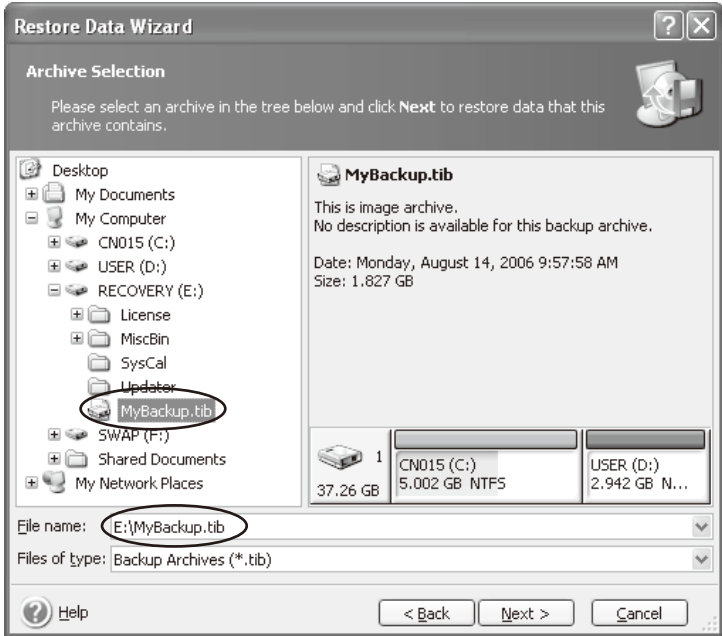 Restore Data Wizard
Archive Selection
Please select an archive in the tree below and click Next to restore data that this
archive contains.
Desktop
My Documents
My Computer
CN015 (C:)
USER (D:)
RECOVERY (E:)
License
MiscBin
SysCal
Updater
MyBackup.tib
SWAP (F:)
Shared Documents
My Network Places
MyBackup.tib
This is image archive.
No description is available for this backup archive.
Date: Monday, August 14, 2006 9:57:58 AM
Size: 1.827 GB
1
37.26 GB
CN015 (C:)
5.002 GB NTFS
USER (D:)
2.942 GB N...
File name: E:\MyBackup.tib
Files of type: Backup Archives (*.tib)
Help
< Back
Next >
Cancel